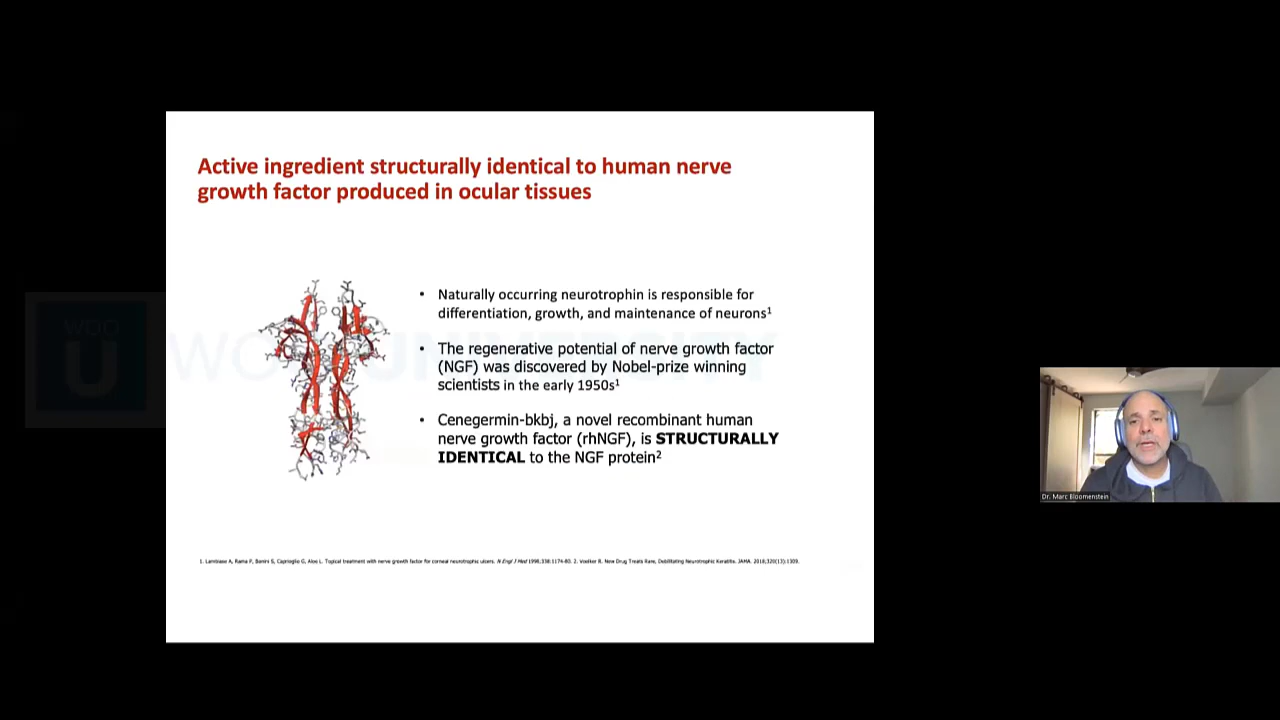 Active ingredient structurally identical to human nerve
growth factor produced in ocular tissues
• Naturally occurring neurotrophin is responsible for
differentiation, growth, and maintenance of neurons¹
• The regenerative potential of nerve growth factor
(NGF) was discovered by Nobel-prize winning
scientists in the early 1950s¹
• Cenegermin-bkbj, a novel recombinant human
nerve growth factor (rhNGF), is STRUCTURALLY
IDENTICAL to the NGF protein²
1. Lambiase A, Rama P, Bonini S, Caprioglio G, Aloe L. Topical treatment with nerve growth factor for corneal neurotrophic ulcers. N Engl J Med 1998;338:1174-80. 2. Voelker R. New Drug Treats Rare, Debilitating Neurotrophic Keratitis. JAMA. 2018;320(13):1309.
WOO
U
WOO UNIVERSITY
Dr. Marc Bloomenstein